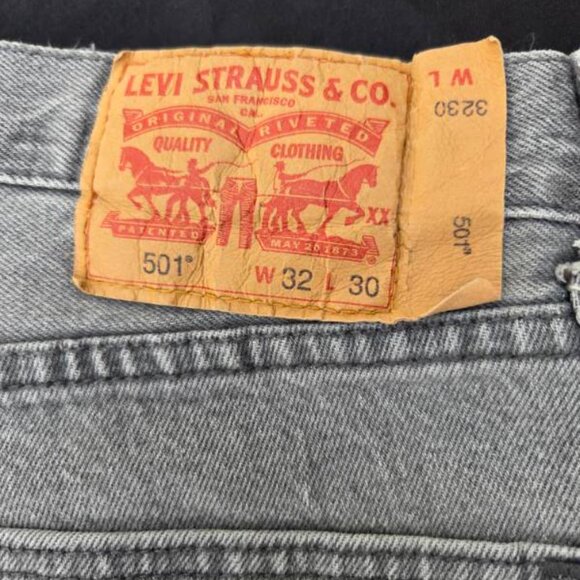 LEVI STRAUSS & CO.
SAN FRANCISCO
CAL.
ORIGINAL RIVETED
QUALITY CLOTHING
XX
PATENTED MAY 20 1873
501®
W 32 L 30
W L
3230
501®